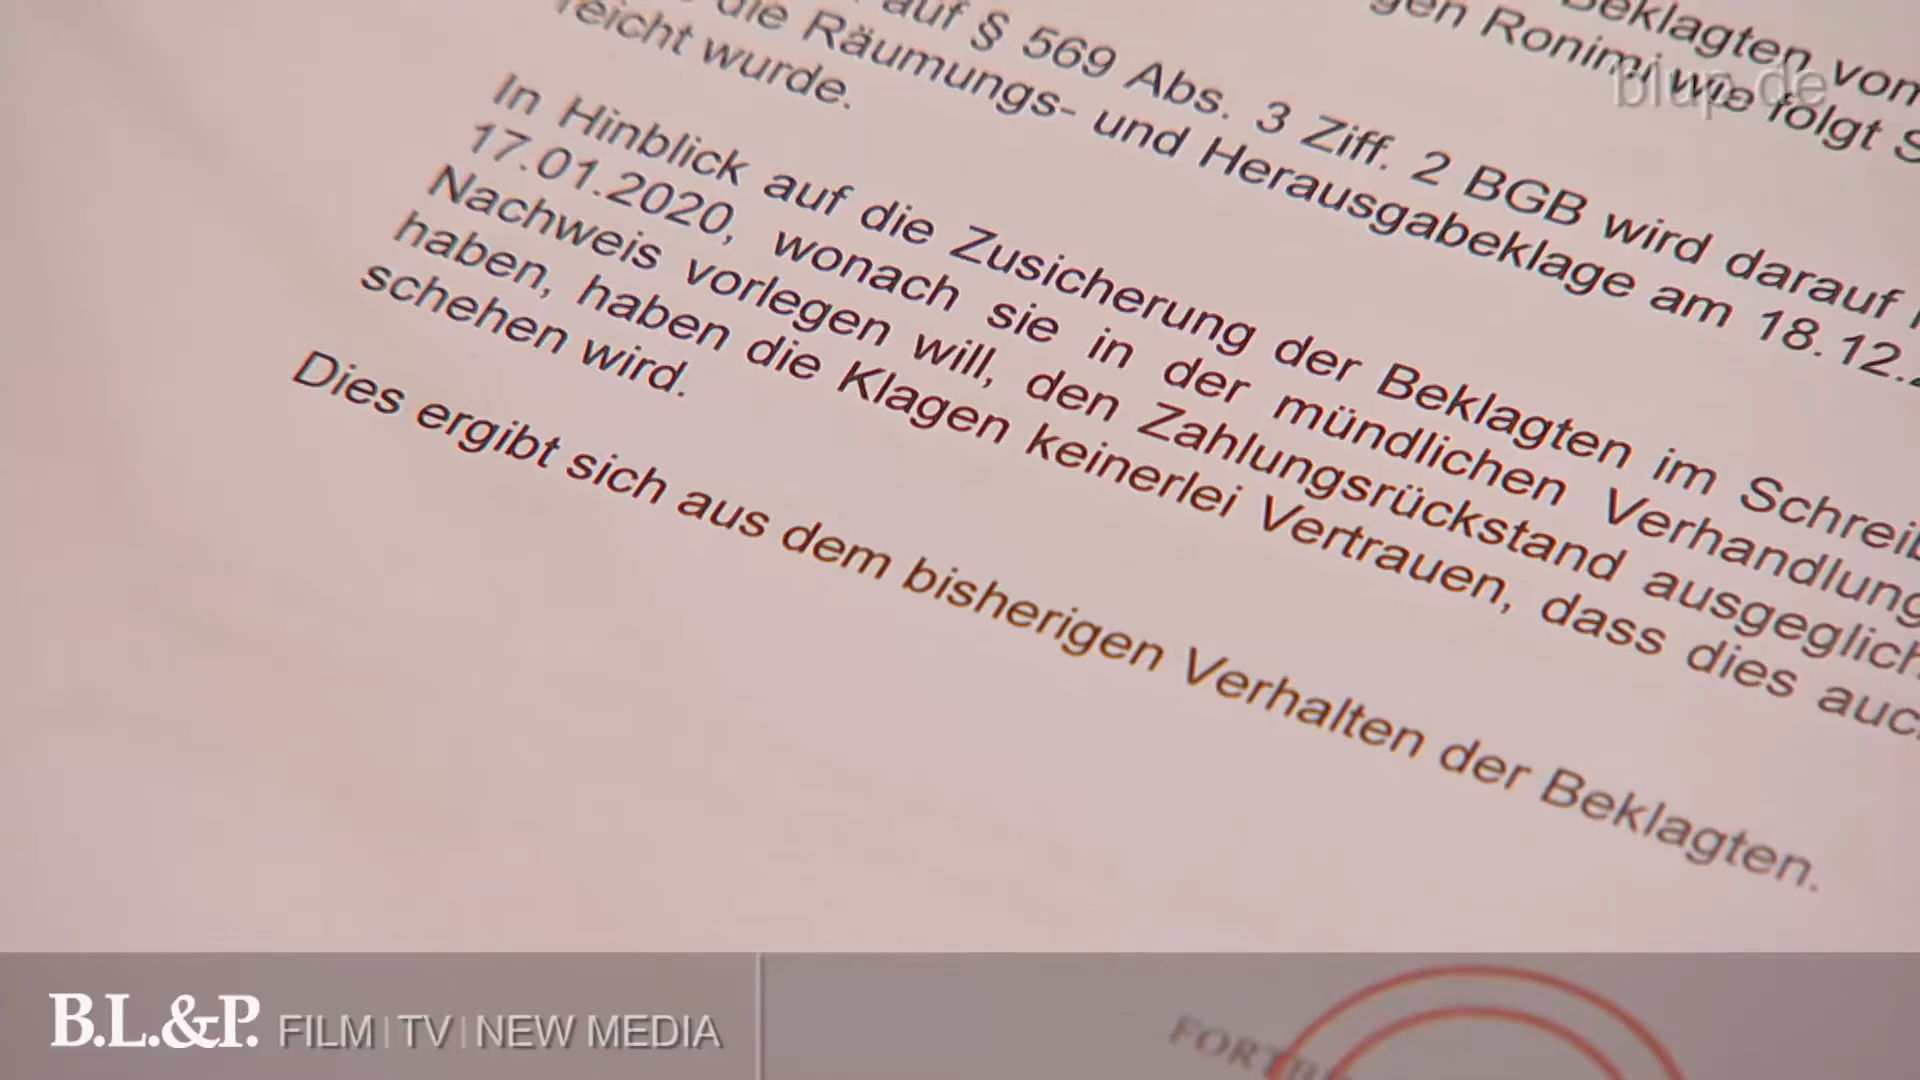 Beklagten vom
gen Ronimi wie folgt S
blup.de
auf § 569 Abs. 3 Ziff. 2 BGB wird darauf
die Räumungs- und Herausgabeklage am 18.12.
reicht wurde.
In Hinblick auf die Zusicherung der Beklagten im Schreib
17.01.2020, wonach sie in der mündlichen Verhandlung
Nachweis vorlegen will, den Zahlungsrückstand ausgeglich
haben, haben die Klagen keinerlei Vertrauen, dass dies auc
schehen wird.
Dies ergibt sich aus dem bisherigen Verhalten der Beklagten.
B.L.&P. FILM|TV|NEW MEDIA
FORTBI